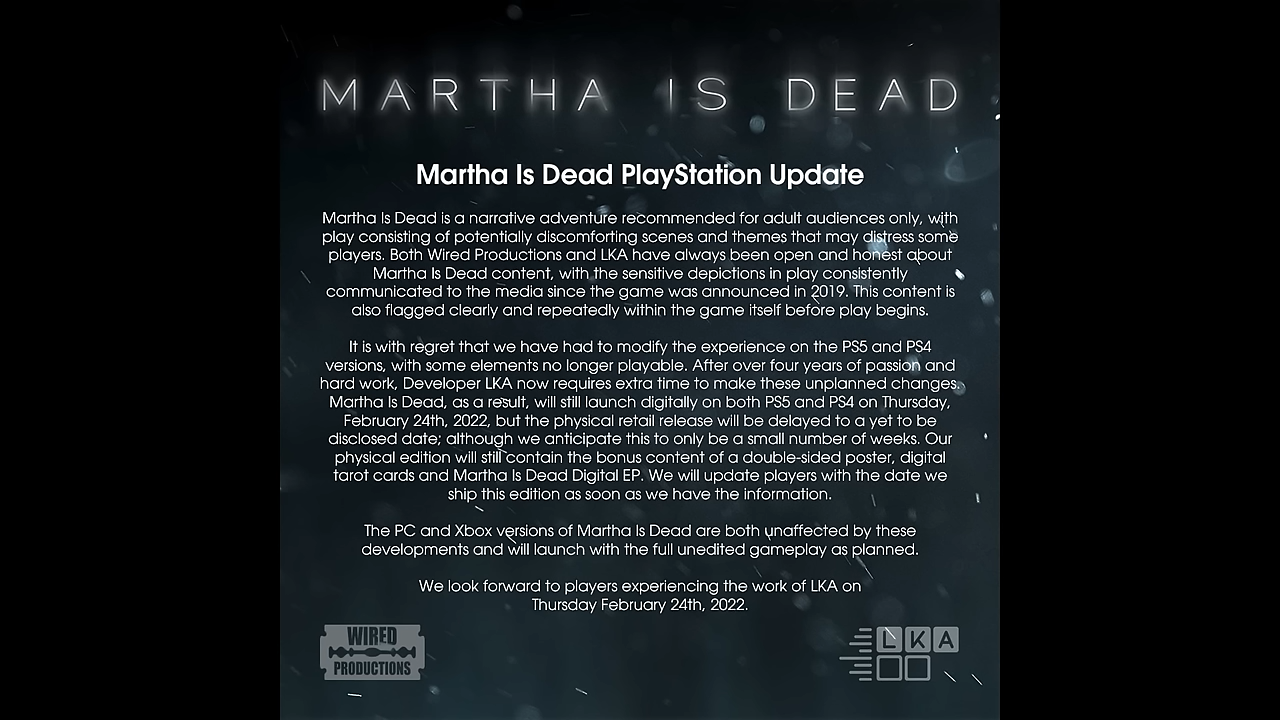 MARTHA IS DEAD
Martha Is Dead PlayStation Update
Martha Is Dead is a narrative adventure recommended for adult audiences only, with
play consisting of potentially discomforting scenes and themes that may distress some
players. Both Wired Productions and LKA have always been open and honest about
Martha Is Dead content, with the sensitive depictions in play consistently
communicated to the media since the game was announced in 2019. This content is
also flagged clearly and repeatedly within the game itself before play begins.
It is with regret that we have had to modify the experience on the PS5 and PS4
versions, with some elements no longer playable. After over four years of passion and
hard work, Developer LKA now requires extra time to make these unplanned changes.
Martha Is Dead, as a result, will still launch digitally on both PS5 and PS4 on Thursday,
February 24th, 2022, but the physical retail release will be delayed to a yet to be
disclosed date; although we anticipate this to only be a small number of weeks. Our
physical edition will still contain the bonus content of a double-sided poster, digital
tarot cards and Martha Is Dead Digital EP. We will update players with the date we
ship this edition as soon as we have the information.
The PC and Xbox versions of Martha Is Dead are both unaffected by these
developments and will launch with the full unedited gameplay as planned.
We look forward to players experiencing the work of LKA on
Thursday February 24th, 2022.
WIRED
PRODUCTIONS
LKA